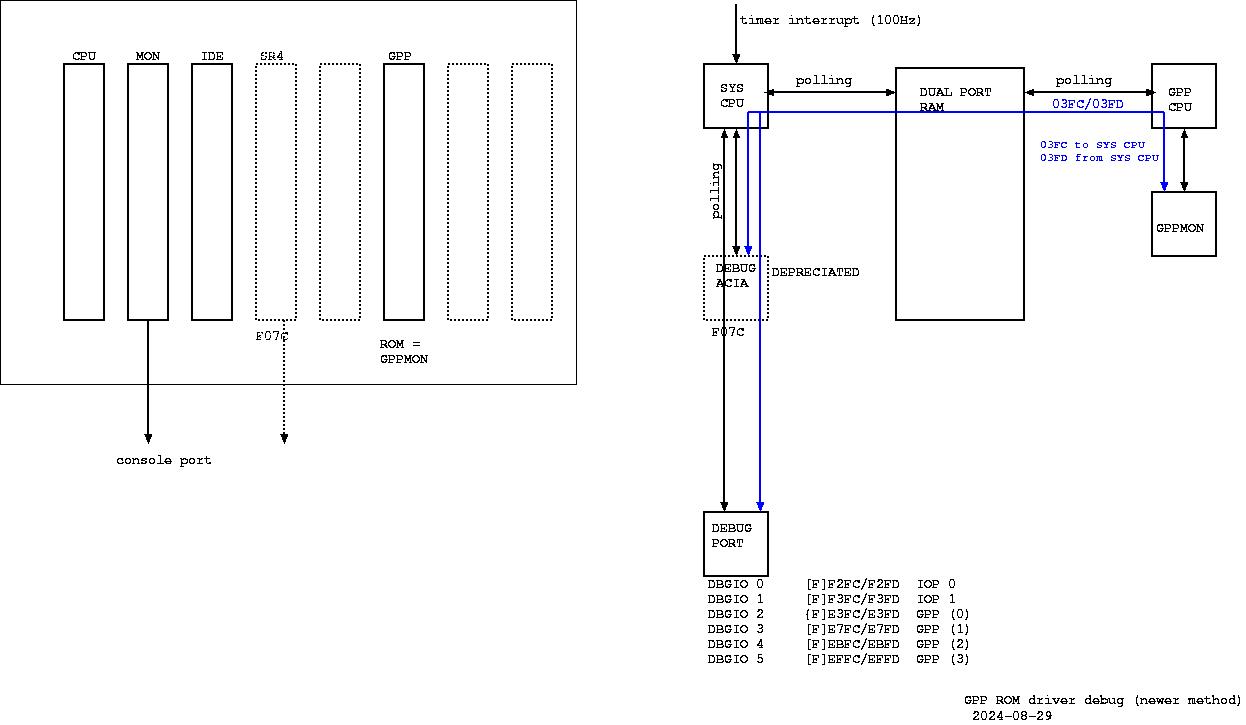 CPU MON IDE SR4 GPP
F07C
ROM =
GPPMON
console port
timer interrupt (100Hz)
SYS
CPU
polling
DUAL PORT
RAM
polling
03FC/03FD
GPP
CPU
03FC to SYS CPU
03FD from SYS CPU
polling
GPPMON
DEBUG
ACIA
DEPRECIATED
F07C
DEBUG
PORT
DBGIO 0 [F]F2FC/F2FD IOP 0
DBGIO 1 [F]F3FC/F3FD IOP 1
DBGIO 2 {F]E3FC/E3FD GPP (0)
DBGIO 3 [F]E7FC/E7FD GPP (1)
DBGIO 4 [F]EBFC/EBFD GPP (2)
DBGIO 5 [F]EFFC/EFFD GPP (3)
GPP ROM driver debug (newer method)
2024-08-29